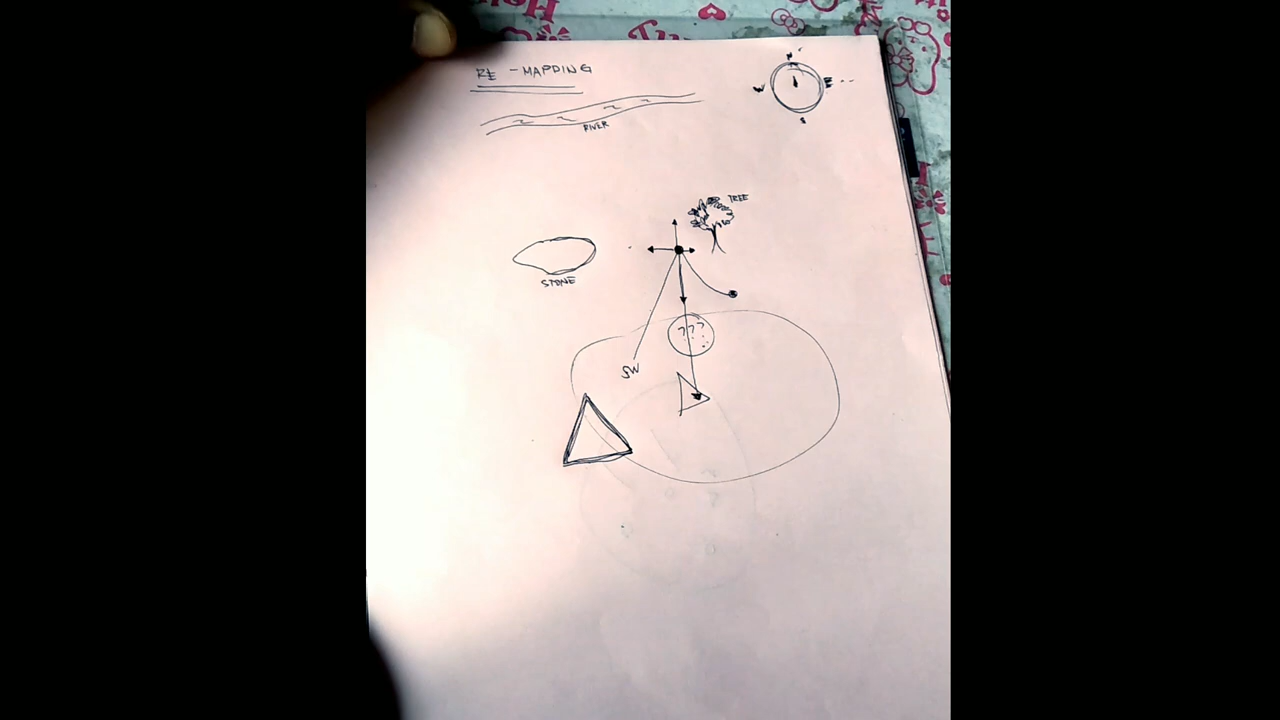 RE -MAPPING
N
W
E
S
RIVER
TREE
STONE
???
SW